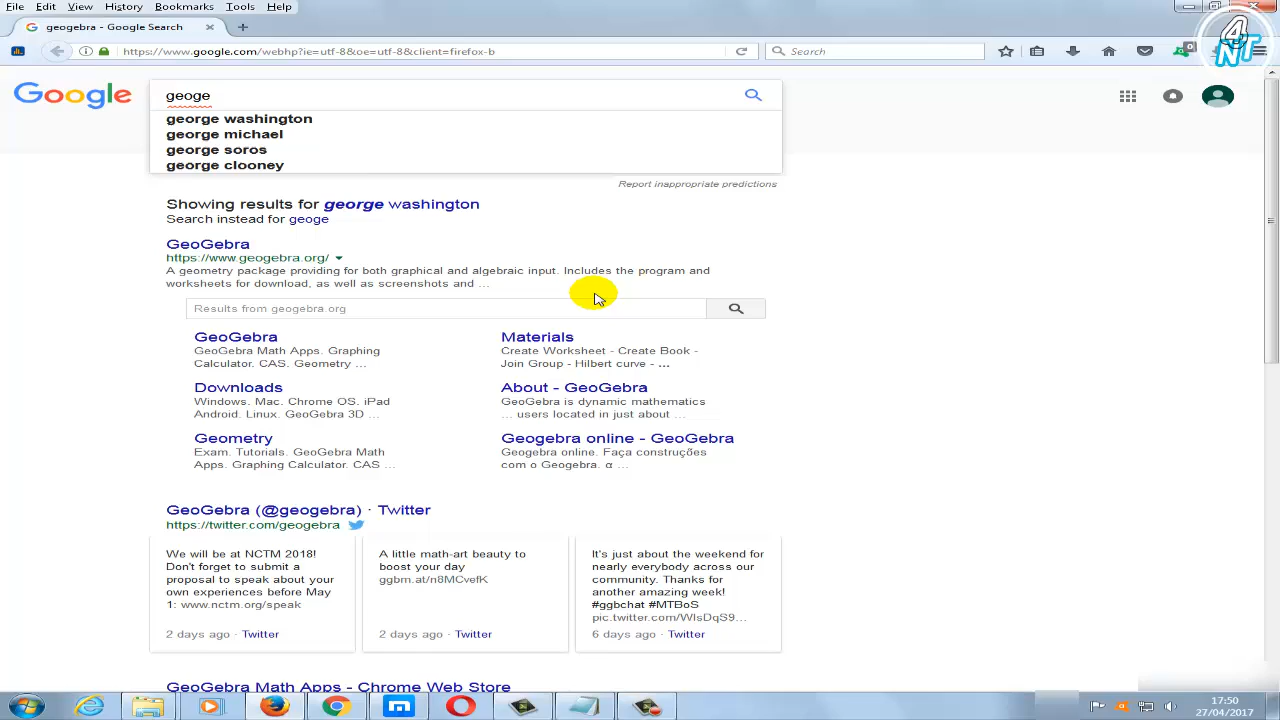 File Edit View History Bookmarks Tools Help
geogebra - Google Search
https://www.google.com/webhp?ie=utf-8&oe=utf-8&client=firefox-b
Search
4
NT
Google
geoge
george washington
george michael
george soros
george clooney
Report inappropriate predictions
Showing results for george washington
Search instead for geoge
GeoGebra
https://www.geogebra.org/
A geometry package providing for both graphical and algebraic input. Includes the program and
worksheets for download, as well as screenshots and ...
Results from geogebra.org
GeoGebra
GeoGebra Math Apps. Graphing
Calculator. CAS. Geometry ...
Materials
Create Worksheet - Create Book -
Join Group - Hilbert curve - ...
Downloads
Windows. Mac. Chrome OS. iPad
Android. Linux. GeoGebra 3D ...
About - GeoGebra
GeoGebra is dynamic mathematics
... users located in just about ...
Geometry
Exam. Tutorials. GeoGebra Math
Apps. Graphing Calculator. CAS ...
Geogebra online - GeoGebra
Geogebra online. Faça construções
com o Geogebra. α ...
GeoGebra (@geogebra) · Twitter
https://twitter.com/geogebra
We will be at NCTM 2018!
Don't forget to submit a
proposal to speak about your
own experiences before May
1: www.nctm.org/speak
2 days ago · Twitter
A little math-art beauty to
boost your day
ggbm.at/n8MCvefK
2 days ago · Twitter
It's just about the weekend for
nearly everybody across our
community. Thanks for
another amazing week!
#ggbchat #MTBoS
pic.twitter.com/WIsDqS9...
6 days ago · Twitter
GeoGebra Math Apps - Chrome Web Store
17:50
27/04/2017